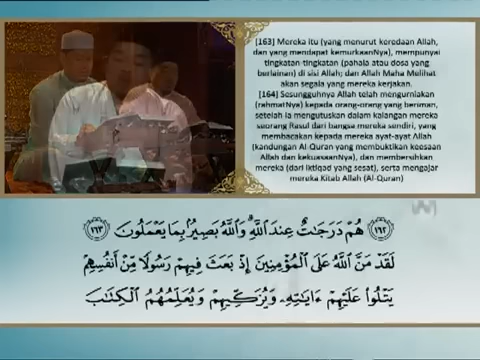 [163] Mereka itu (yang menurut keredaan Allah,
dan yang mendapat kemurkaanNya), mempunyai
tingkatan-tingkatan (pahala atau dosa yang
berlainan) di sisi Allah; dan Allah Maha Melihat
akan segala yang mereka kerjakan.
[164] Sesungguhnya Allah telah mengurniakan
(rahmatNya) kepada orang-orang yang beriman,
setelah Ia mengutuskan dalam kalangan mereka
seorang Rasul dari bangsa mereka sendiri, yang
membacakan kepada mereka ayat-ayat Allah
(kandungan Al-Quran yang membuktikan keesaan
Allah dan kekuasaanNya), dan membersihkan
mereka (dari iktiqad yang sesat), serta mengajar
mereka Kitab Allah (Al-Quran)
١٦٢ هُمْ دَرَجَٰتٌ عِندَ ٱللَّهِ وَٱللَّهُ بَصِيرٌۢ بِمَا يَعْمَلُونَ ١٦٣
لَقَدْ مَنَّ ٱللَّهُ عَلَى ٱلْمُؤْمِنِينَ إِذْ بَعَثَ فِيهِمْ رَسُولًا مِّنْ أَنفُسِهِمْ
يَتْلُوا۟ عَلَيْهِمْ ءَايَٰتِهِۦ وَيُزَكِّيهِمْ وَيُعَلِّمُهُمُ ٱلْكِتَٰبَ